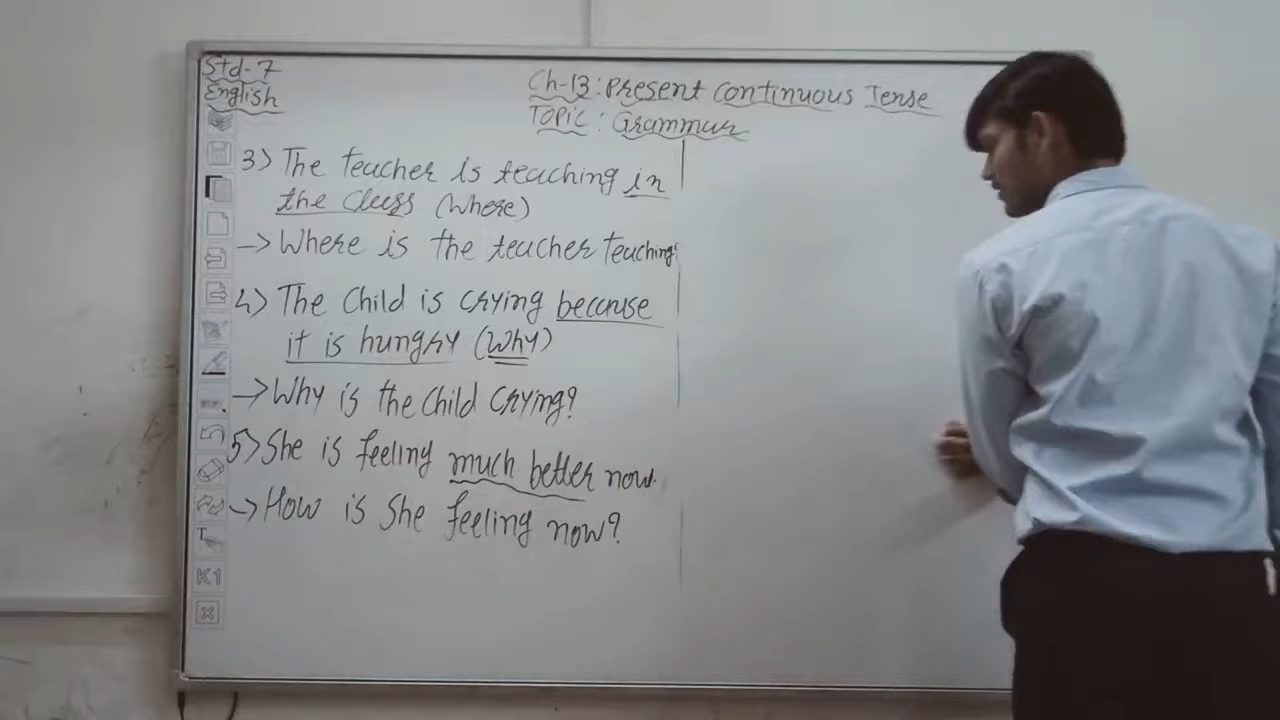 Std-7
English
Ch-13: Present Continuous Tense
TOPIC: Grammar
3) The teacher is teaching in
the class (Where)
→ Where is the teacher teaching?
4) The Child is crying because
it is hungry (Why)
→ Why is the Child crying?
5) She is feeling much better now.
→ How is She feeling now?
T
K1